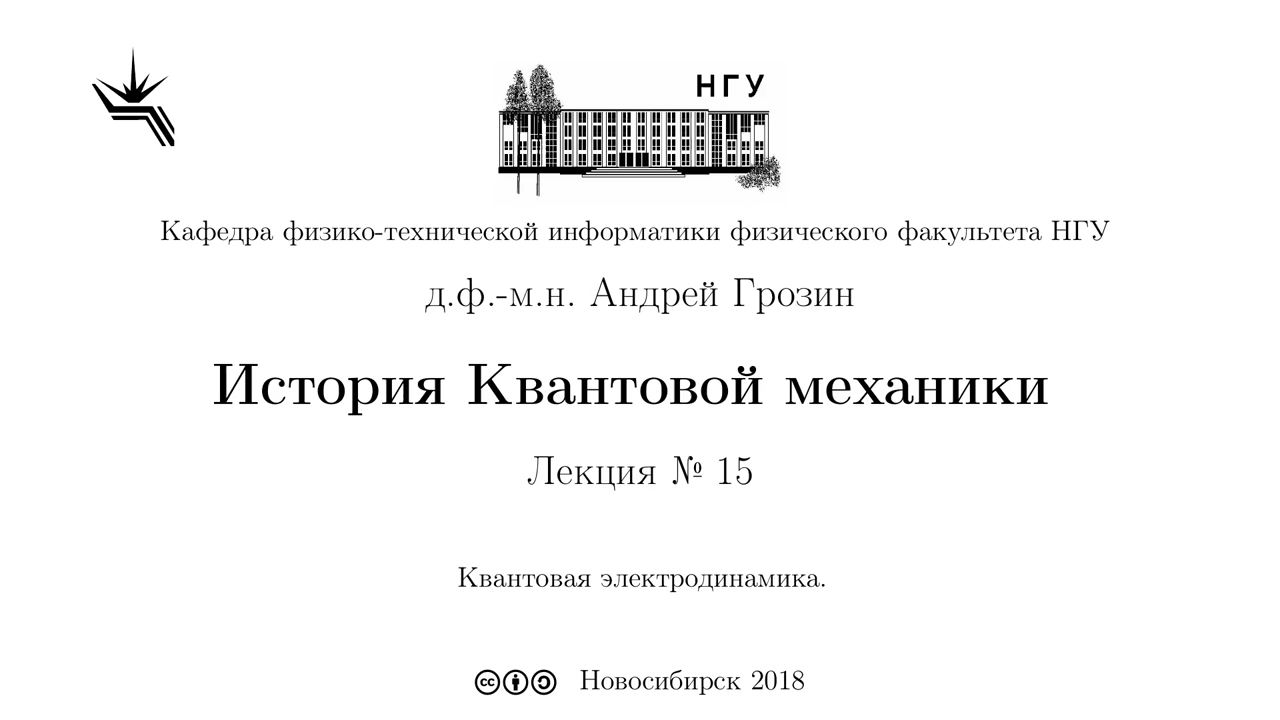 НГУ
Кафедра физико-технической информатики физического факультета НГУ
д.ф.-м.н. Андрей Грозин
История Квантовой механики
Лекция № 15
Квантовая электродинамика.
cc Новосибирск 2018